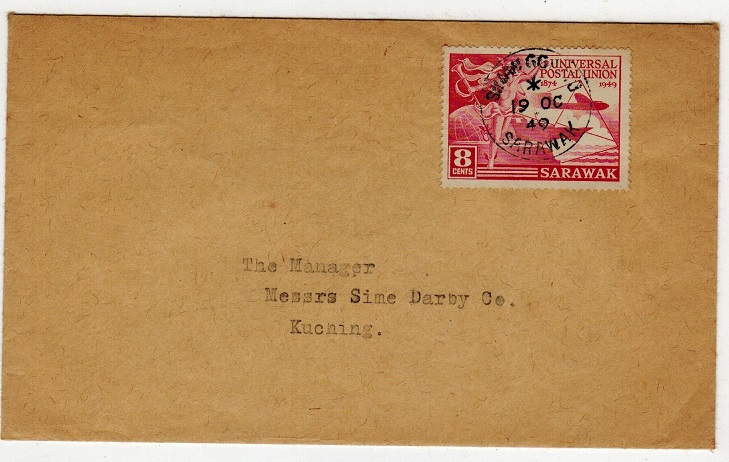 UNIVERSAL
POSTAL UNION
1874 1949
*
19 OC
49
SARAWAK
8
CENTS
SARAWAK
The Manager
Messrs Sime Darby Co.
Kuching.